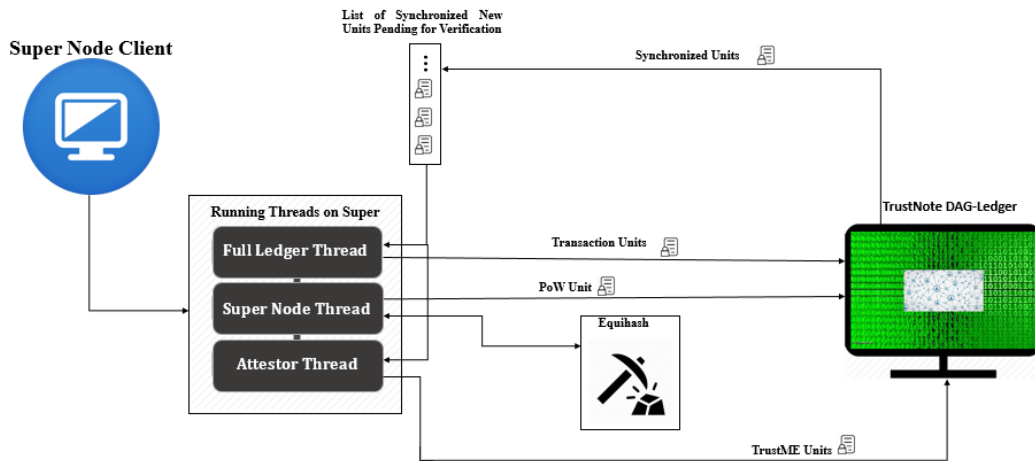 List of Synchronized New
Units Pending for Verification
Super Node Client
Synchronized Units
Running Threads on Super
TrustNote DAG-Ledger
Full Ledger Thread
Transaction Units
PoW Unit
Super Node Thread
Equihash
Attestor Thread
TrustME Units